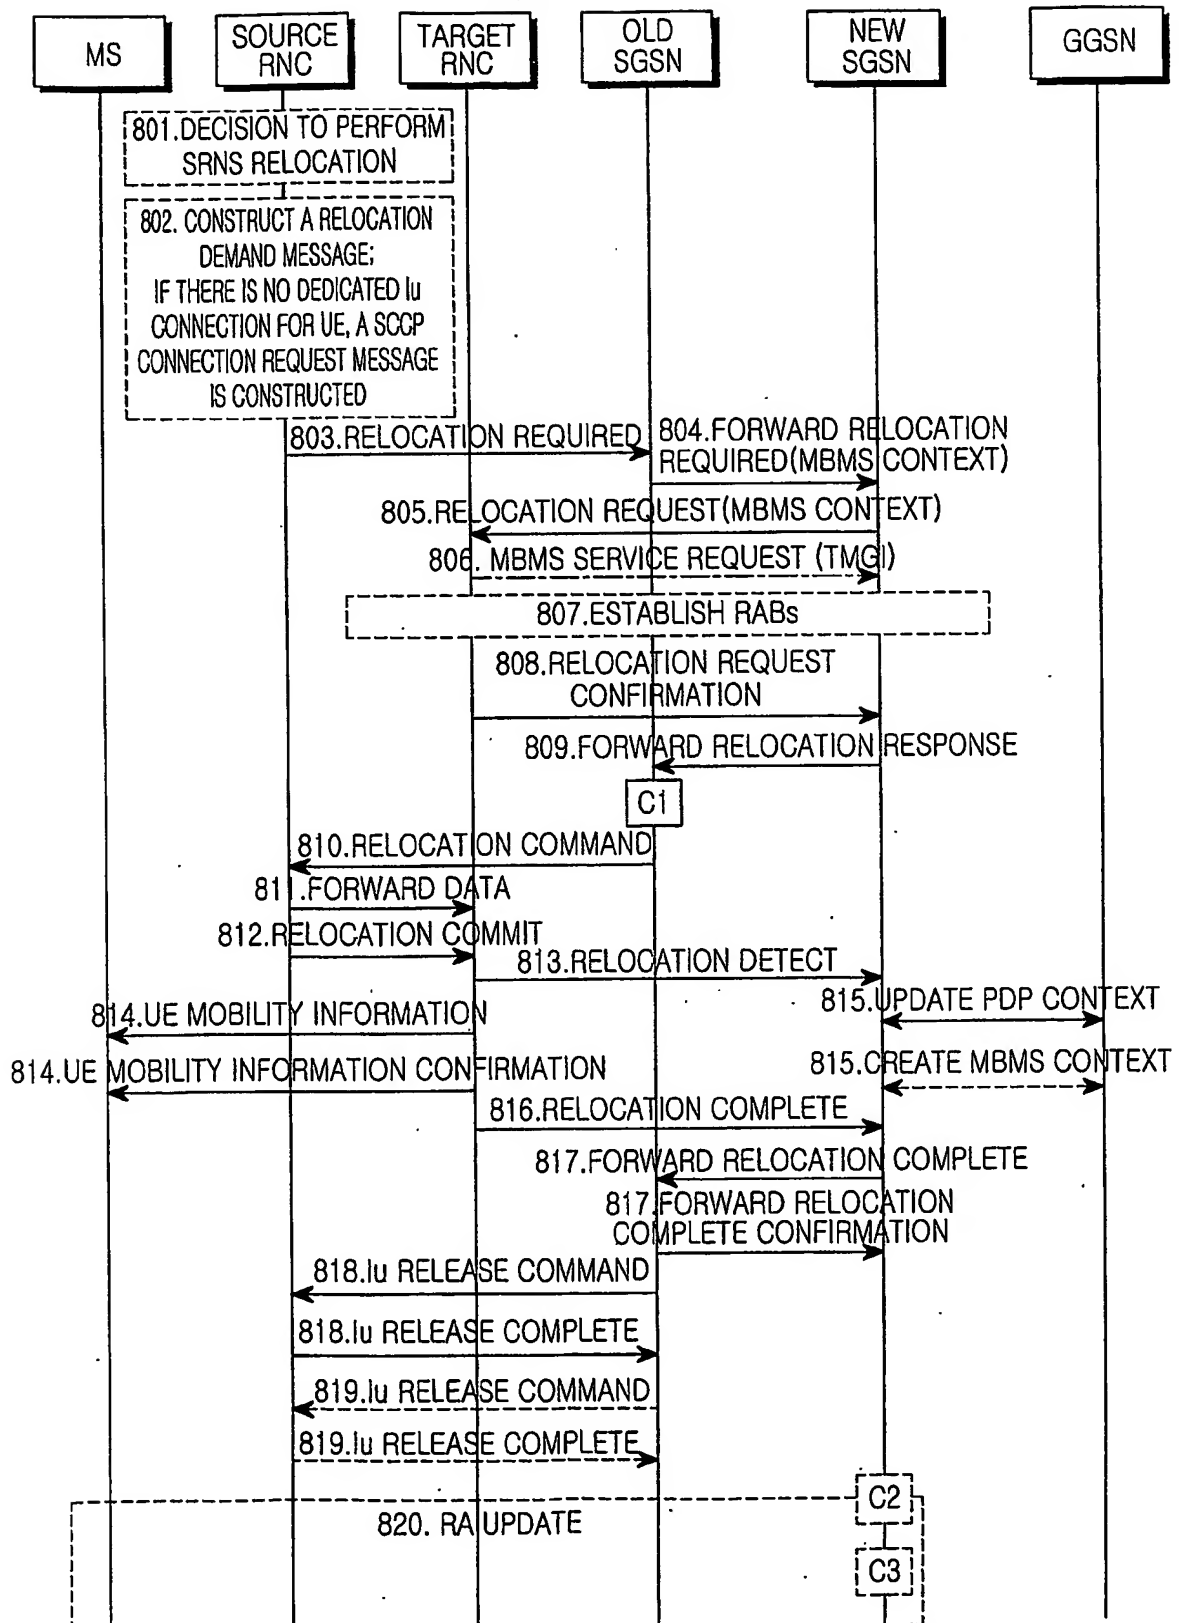 MS
SOURCE
RNC
TARGET
RNC
OLD
SGSN
NEW
SGSN
GGSN
801.DECISION TO PERFORM
SRNS RELOCATION
802. CONSTRUCT A RELOCATION
DEMAND MESSAGE;
IF THERE IS NO DEDICATED Iu
CONNECTION FOR UE, A SCCP
CONNECTION REQUEST MESSAGE
IS CONSTRUCTED
803.RELOCATION REQUIRED
804.FORWARD RELOCATION
REQUIRED(MBMS CONTEXT)
805.RELOCATION REQUEST(MBMS CONTEXT)
806. MBMS SERVICE REQUEST (TMGI)
807.ESTABLISH RABs
808.RELOCATION REQUEST
CONFIRMATION
809.FORWARD RELOCATION RESPONSE
C1
810.RELOCATION COMMAND
811.FORWARD DATA
812.RELOCATION COMMIT
813.RELOCATION DETECT
814.UE MOBILITY INFORMATION
815.UPDATE PDP CONTEXT
814.UE MOBILITY INFORMATION CONFIRMATION
815.CREATE MBMS CONTEXT
816.RELOCATION COMPLETE
817.FORWARD RELOCATION COMPLETE
817.FORWARD RELOCATION
COMPLETE CONFIRMATION
818.Iu RELEASE COMMAND
818.Iu RELEASE COMPLETE
819.Iu RELEASE COMMAND
819.Iu RELEASE COMPLETE
C2
820. RA UPDATE
C3